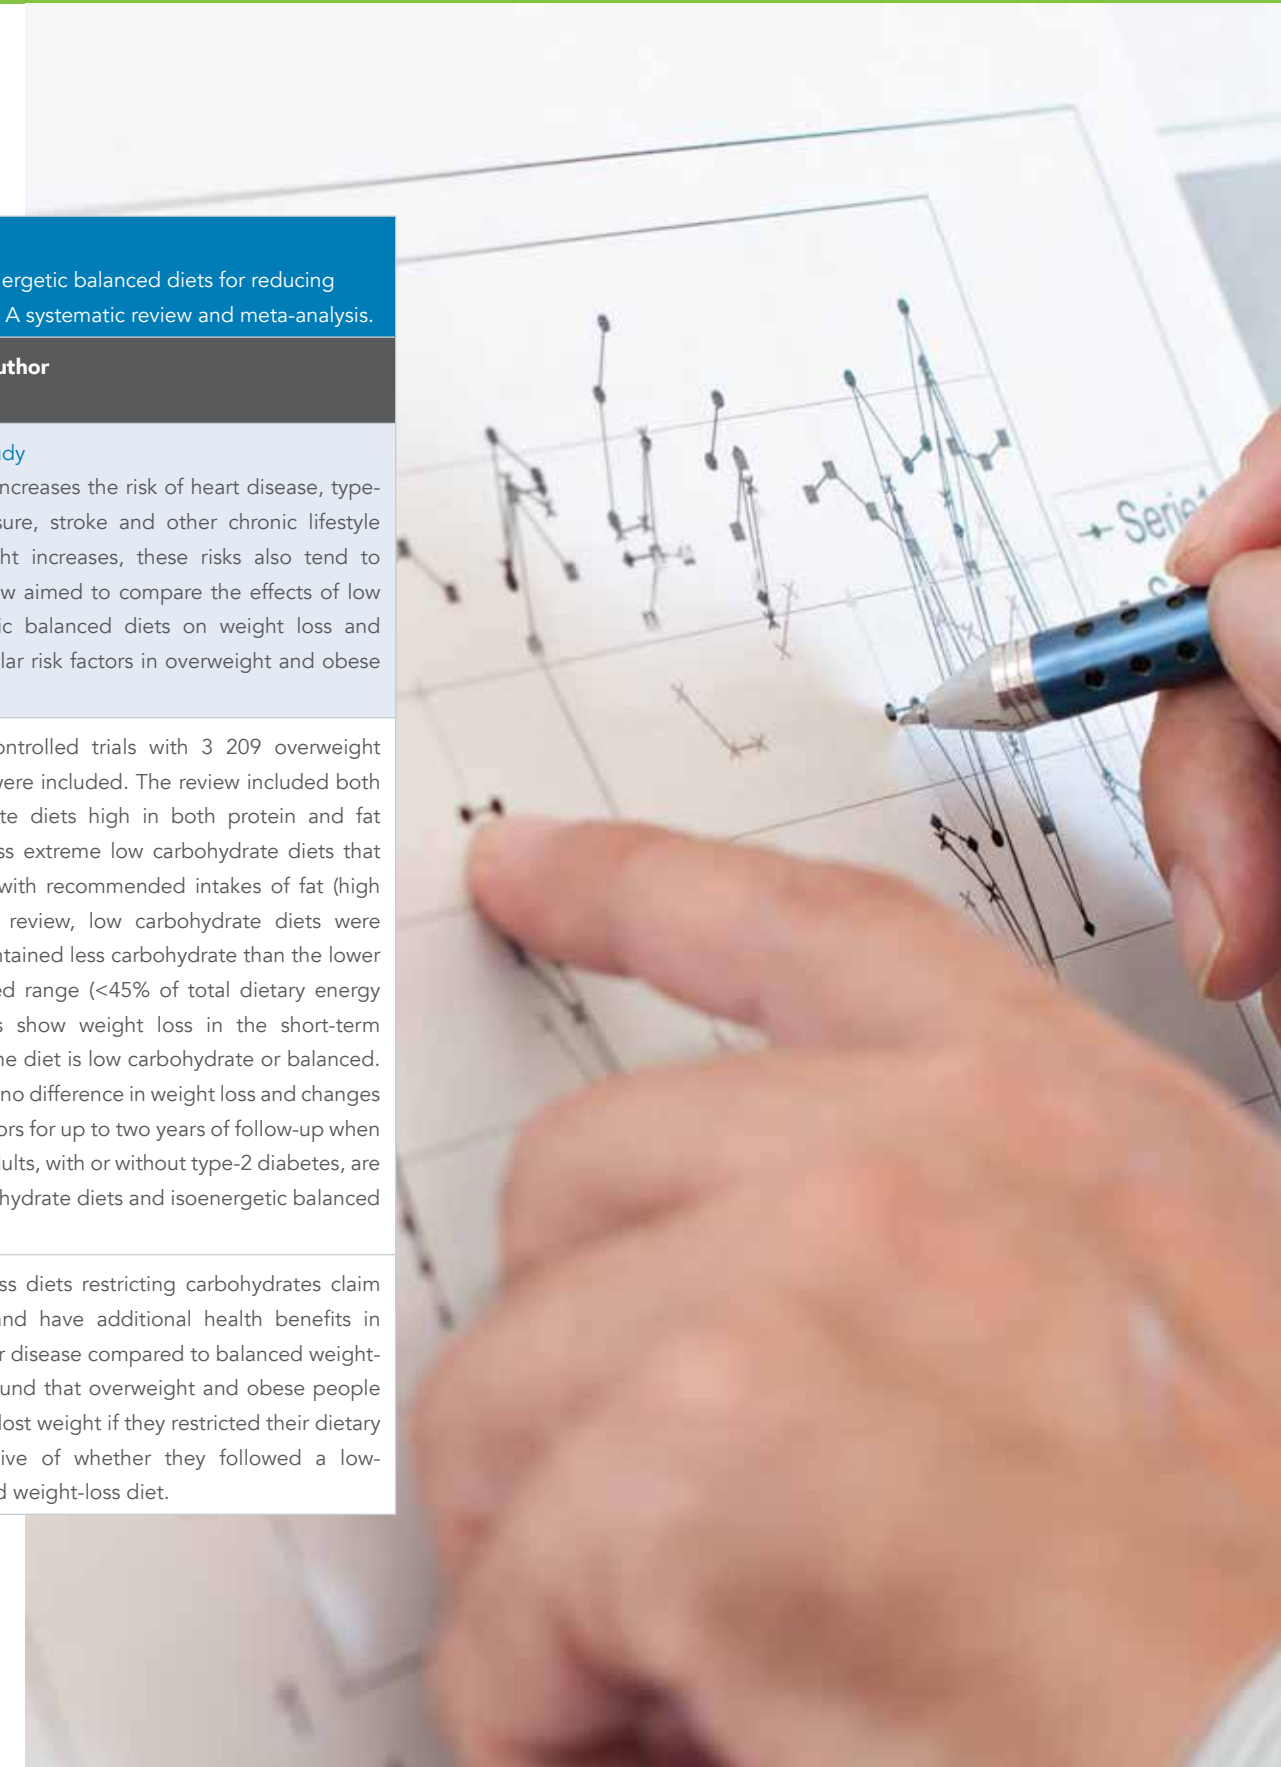 ergetic balanced diets for reducing
A systematic review and meta-analysis.
uthor
udy
ncreases the risk of heart disease, type-
sure, stroke and other chronic lifestyle
ht increases, these risks also tend to
w aimed to compare the effects of low
ic balanced diets on weight loss and
lar risk factors in overweight and obese
ontrolled trials with 3 209 overweight
were included. The review included both
te diets high in both protein and fat
ss extreme low carbohydrate diets that
with recommended intakes of fat (high
review, low carbohydrate diets were
ntained less carbohydrate than the lower
ed range (<45% of total dietary energy
s show weight loss in the short-term
he diet is low carbohydrate or balanced.
no difference in weight loss and changes
ors for up to two years of follow-up when
dults, with or without type-2 diabetes, are
hydrate diets and isoenergetic balanced
ss diets restricting carbohydrates claim
and have additional health benefits in
r disease compared to balanced weight-
und that overweight and obese people
lost weight if they restricted their dietary
tive of whether they followed a low-
d weight-loss diet.
Serie